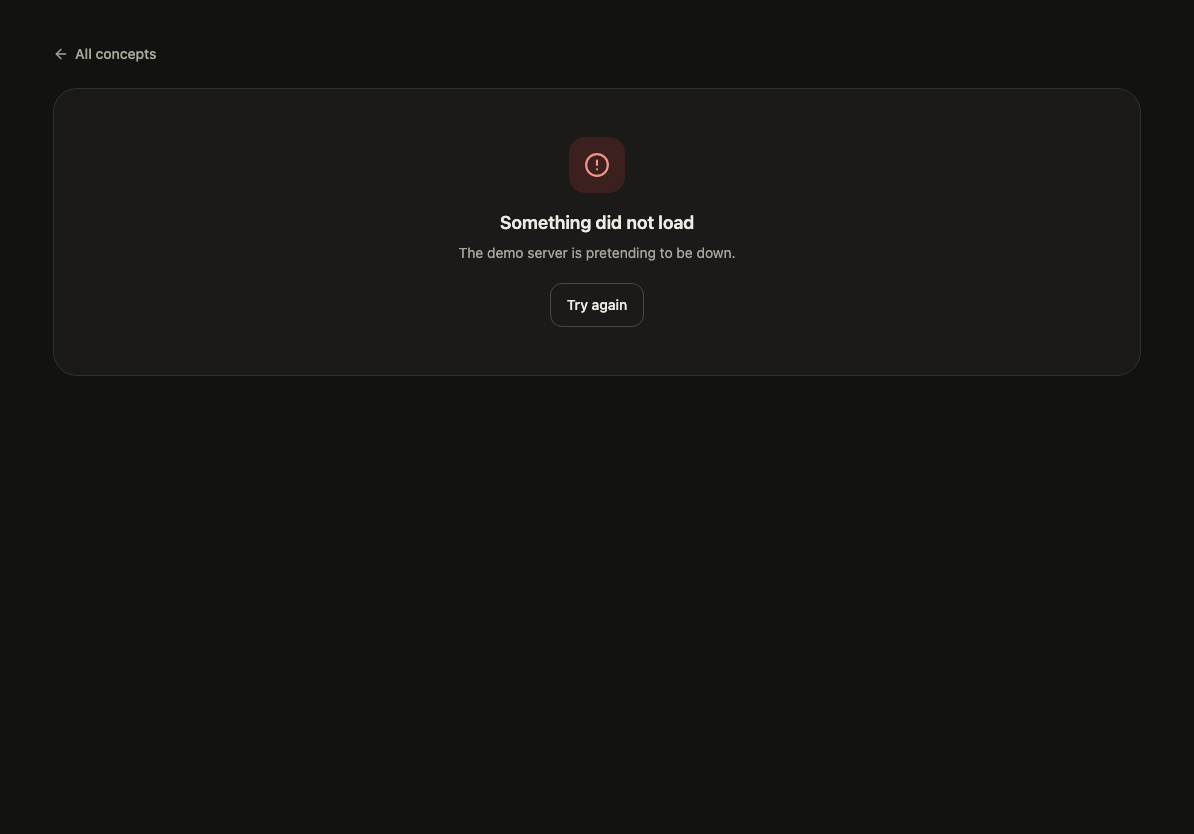 All concepts
Something did not load
The demo server is pretending to be down.
Try again